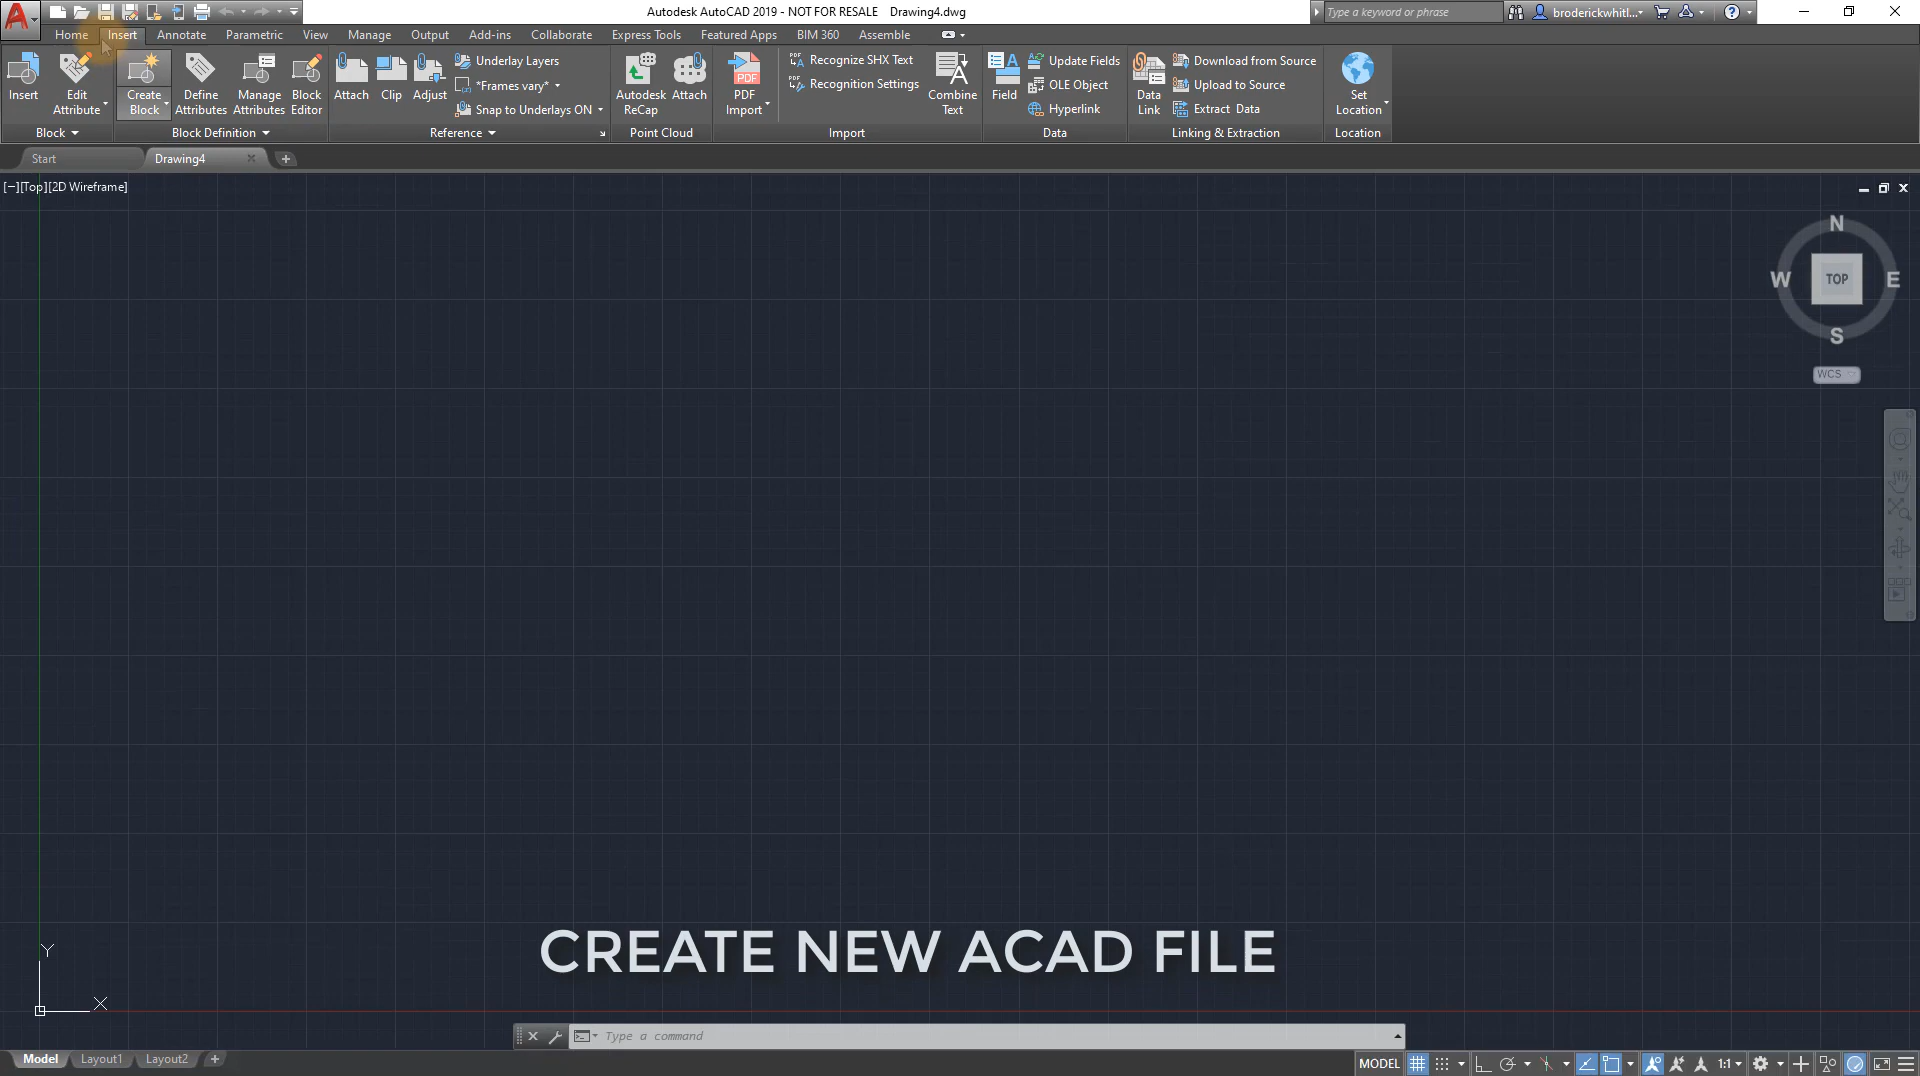 Autodesk AutoCAD 2019 - NOT FOR RESALE Drawing4.dwg
Type a keyword or phrase
broderickwhitl...
Home Insert Annotate Parametric View Manage Output Add-ins Collaborate Express Tools Featured Apps BIM 360 Assemble
Insert
Edit Attribute
Create Block
Define Attributes
Manage Attributes
Block Editor
Attach
Clip
Adjust
Underlay Layers
*Frames vary*
Snap to Underlays ON
Autodesk ReCap
Attach
PDF Import
Recognize SHX Text
Recognition Settings
Combine Text
Field
Update Fields
OLE Object
Hyperlink
Data Link
Download from Source
Upload to Source
Extract Data
Set Location
Block Block Definition Reference Point Cloud Import Data Linking & Extraction Location
Start Drawing4
[−][Top][2D Wireframe]
N
W TOP E
S
WCS
Y
X
CREATE NEW ACAD FILE
Type a command
Model Layout1 Layout2
MODEL 1:1